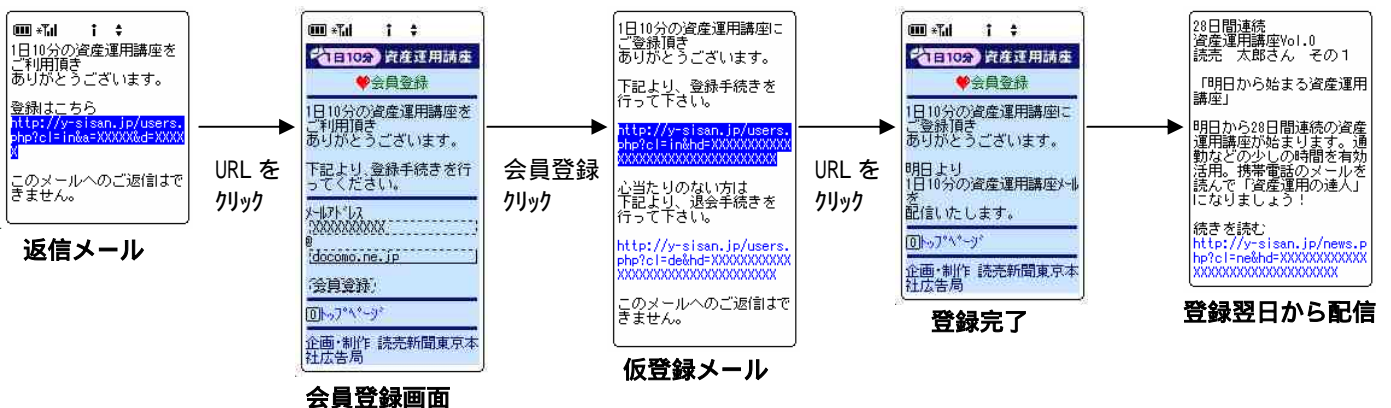 1日10分の資産運用講座を
ご利用頂き
ありがとうございます。
登録はこちら
http://y-sisan.jp/users.
php?cl=in&a=XXXXX&d=XXXX
X
このメールへのご返信はで
きません。
返信メール
URL を
クリック
1日10分 資産運用講座
会員登録
1日10分の資産運用講座を
ご利用頂き
ありがとうございます。
下記より、登録手続きを行
ってください。
メールアドレス
XXXXXXXXXX
@
docomo.ne.jp
会員登録
0トップページ
企画・制作 読売新聞東京本
社広告局
会員登録画面
会員登録
クリック
1日10分の資産運用講座に
ご登録頂き
ありがとうございます。
下記より、登録手続きを
行って下さい。
http://y-sisan.jp/users.
php?cl=in&hd=XXXXXXXXXXX
XXXXXXXXXXXXXXXXXXXXXX
心当たりのない方は
下記より、退会手続きを
行って下さい。
http://y-sisan.jp/users.
php?cl=de&hd=XXXXXXXXXXX
XXXXXXXXXXXXXXXXXXXXXX
このメールへのご返信はで
きません。
仮登録メール
URL を
クリック
1日10分 資産運用講座
会員登録
1日10分の資産運用講座に
ご登録頂き
ありがとうございます。
明日より
1日10分の資産運用講座メール
を
配信いたします。
0トップページ
企画・制作 読売新聞東京本
社広告局
登録完了
28日間連続
資産運用講座Vol.0
読売 太郎さん その1
「明日から始まる資産運用
講座」
明日から28日間連続の資産
運用講座が始まります。通
勤などの少しの時間を有効
活用。携帯電話のメールを
読んで「資産運用の達人」
になりましょう!
続きを読む
http://y-sisan.jp/news.p
hp?cl=ne&hd=XXXXXXXXXXXX
XXXXXXXXXXXXXXXXXXXX
登録翌日から配信